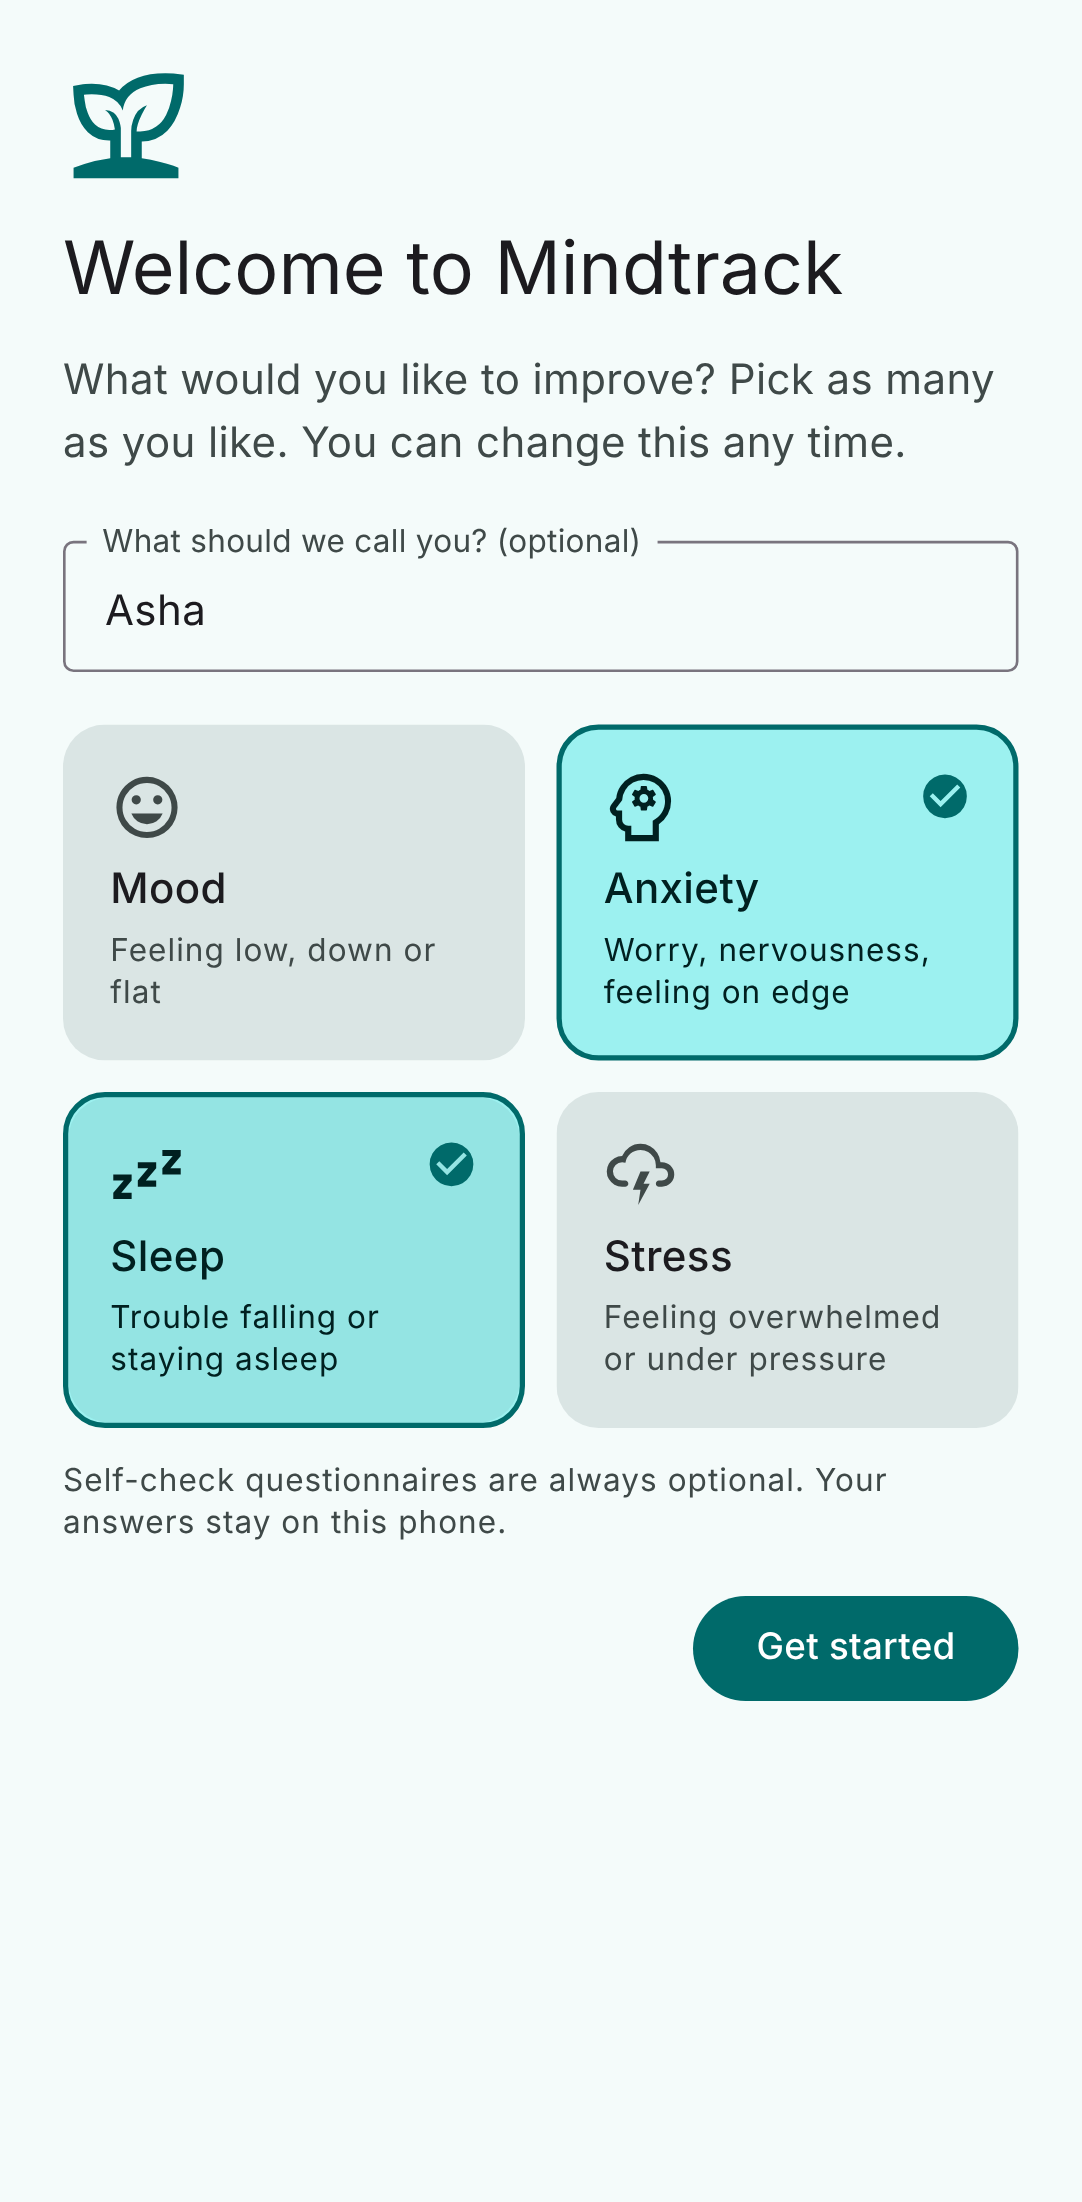 Welcome to Mindtrack
What would you like to improve? Pick as many
as you like. You can change this any time.
What should we call you? (optional)
Asha
Mood
Feeling low, down or
flat
Anxiety
Worry, nervousness,
feeling on edge
Sleep
Trouble falling or
staying asleep
Stress
Feeling overwhelmed
or under pressure
Self-check questionnaires are always optional. Your
answers stay on this phone.
Get started